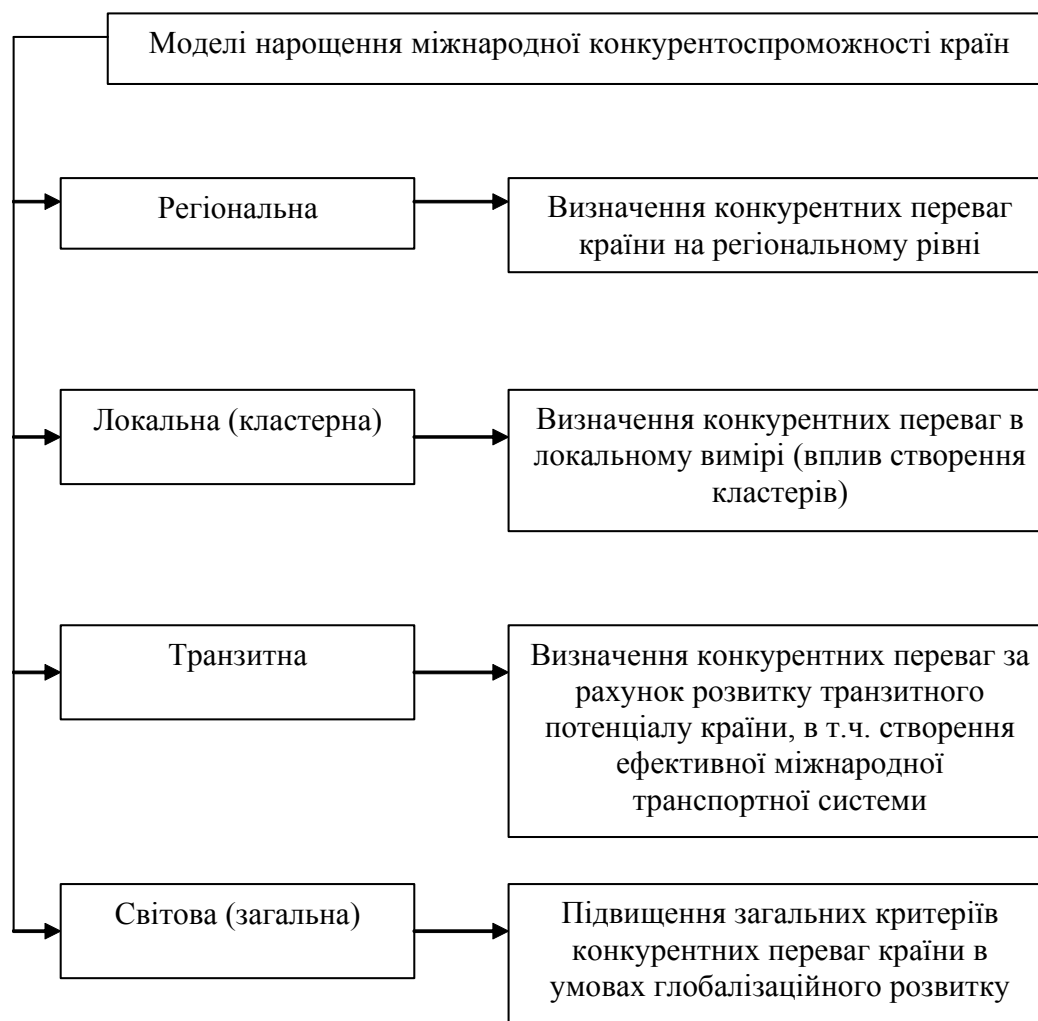 Моделі нарощення міжнародної конкурентоспроможності країн
Регіональна
Визначення конкурентних переваг
країни на регіональному рівні
Локальна (кластерна)
Визначення конкурентних переваг в
локальному вимірі (вплив створення
кластерів)
Транзитна
Визначення конкурентних переваг за
рахунок розвитку транзитного
потенціалу країни, в т.ч. створення
ефективної міжнародної
транспортної системи
Світова (загальна)
Підвищення загальних критеріїв
конкурентних переваг країни в
умовах глобалізаційного розвитку